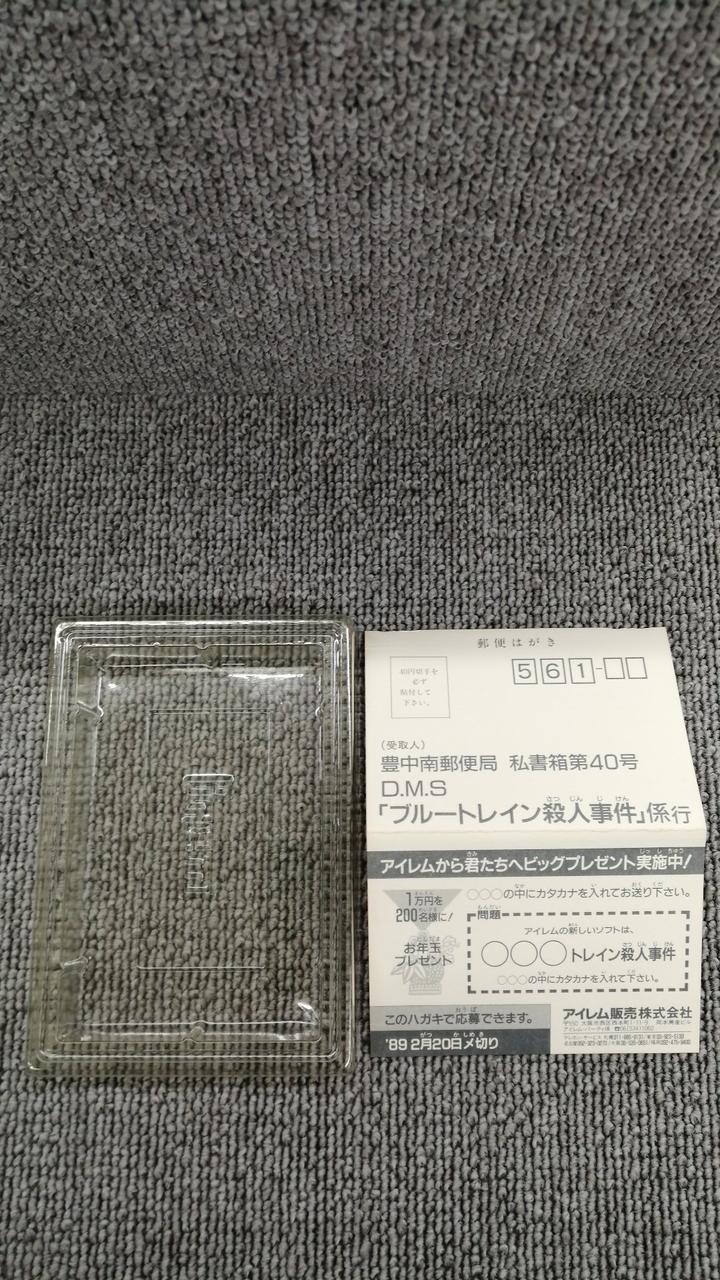 郵便はがき
40円切手を
必ず
貼付して
下さい。
561-□□
(受取人)
豊中南郵便局 私書箱第40号
D.M.S
「ブルートレイン殺人事件」係行
アイレムから君たちへビッグプレゼント実施中!
1万円を
200名様に!
お年玉
プレゼント
○○○の中にカタカナを入れてお送り下さい。
問題
アイレムの新しいソフトは、
○○○トレイン殺人事件
○○○の中にカタカナを入れて下さい。
このハガキで応募できます。
'89 2月20日〆切り
アイレム販売株式会社